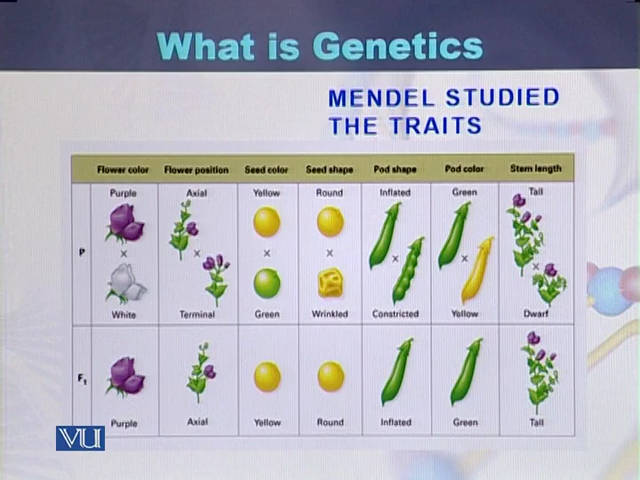 What is Genetics
MENDEL STUDIED
THE TRAITS
Flower color Flower position Seed color Seed shape Pod shape Pod color Stem length
Purple Axial Yellow Round Inflated Green Tall
P x x x x x x x
White Terminal Green Wrinkled Constricted Yellow Dwarf
F1
Purple Axial Yellow Round Inflated Green Tall
VU